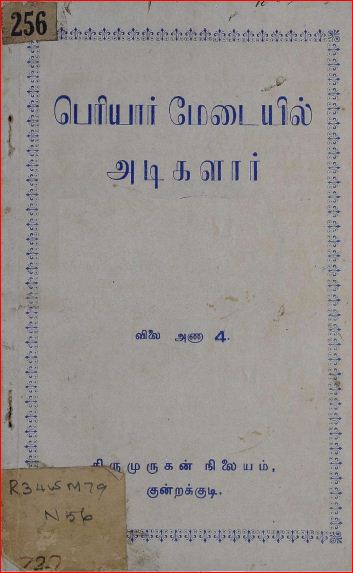 256
பெரியார் மேடையில்
அடிகளார்
விலை அணா 4.
திருமுருகன் நிலையம்,
குன்றக்குடி.
R34wM79
N56